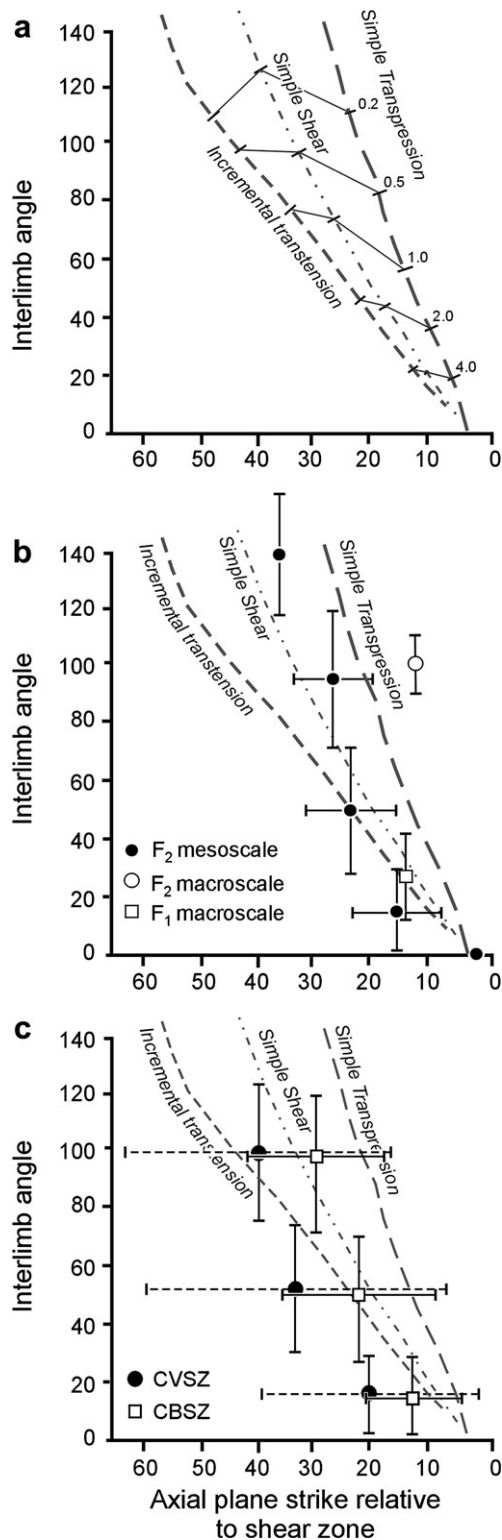 a
140
120
100
80
60
40
20
0
Interlimb angle
Simple Transpression
Simple Shear
Incremental transtension
0.2
0.5
1.0
2.0
4.0
60
50
40
30
20
10
0
b
140
120
100
80
60
40
20
0
Interlimb angle
Incremental transtension
Simple Shear
Simple Transpression
F2 mesoscale
F2 macroscale
F1 macroscale
60
50
40
30
20
10
0
c
140
120
100
80
60
40
20
0
Interlimb angle
Incremental transtension
Simple Shear
Simple Transpression
CVSZ
CBSZ
60
50
40
30
20
10
0
Axial plane strike relative
to shear zone